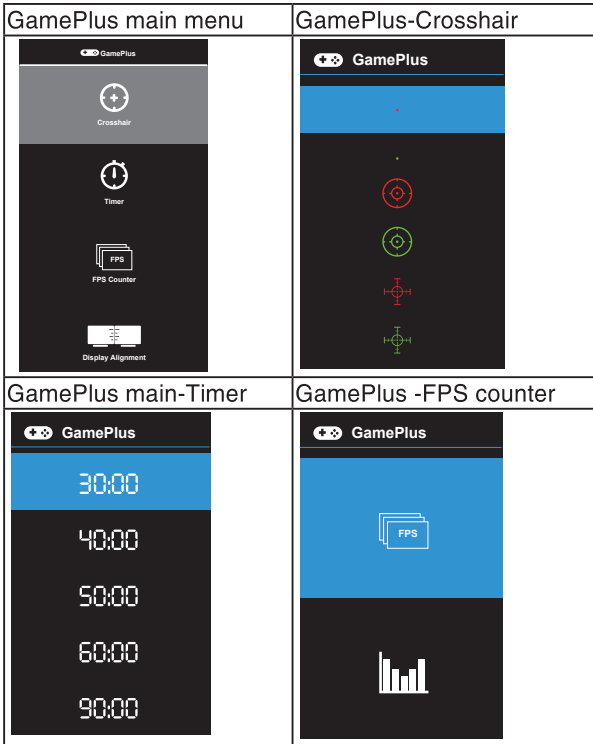 GamePlus main menu
GamePlus
Crosshair
Timer
FPS
FPS Counter
Display Alignment
GamePlus-Crosshair
GamePlus
GamePlus main-Timer
GamePlus
30:00
40:00
50:00
60:00
90:00
GamePlus -FPS counter
GamePlus
FPS